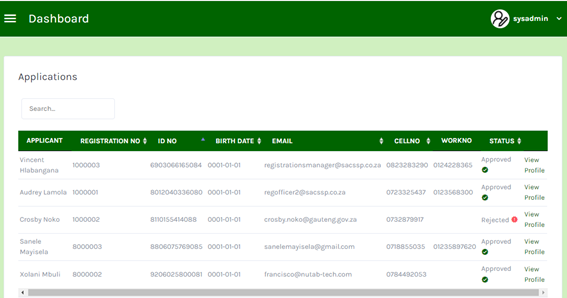 Dashboard
sysadmin
Applications
Search...
APPLICANT REGISTRATION NO ID NO BIRTH DATE EMAIL CELLNO WORKNO STATUS
Vincent Hlabangana 1000003 6903066165084 0001-01-01 registrationsmanager@sacssp.co.za 0823283290 0124228365 Approved View Profile
Audrey Lamola 1000001 8012040336080 0001-01-01 regofficer2@sacssp.co.za 0723325437 0123568300 Approved View Profile
Crosby Noko 1000002 8110155414088 0001-01-01 crosby.noko@gauteng.gov.za 0732879917 Rejected View Profile
Sanele Mayisela 8000003 8806075769085 0001-01-01 sanelemayisela@gmail.com 0718855035 01235897620 Approved View Profile
Xolani Mbuli 8000002 9206025800081 0001-01-01 francisco@nutab-tech.com 0784492053 Approved View Profile